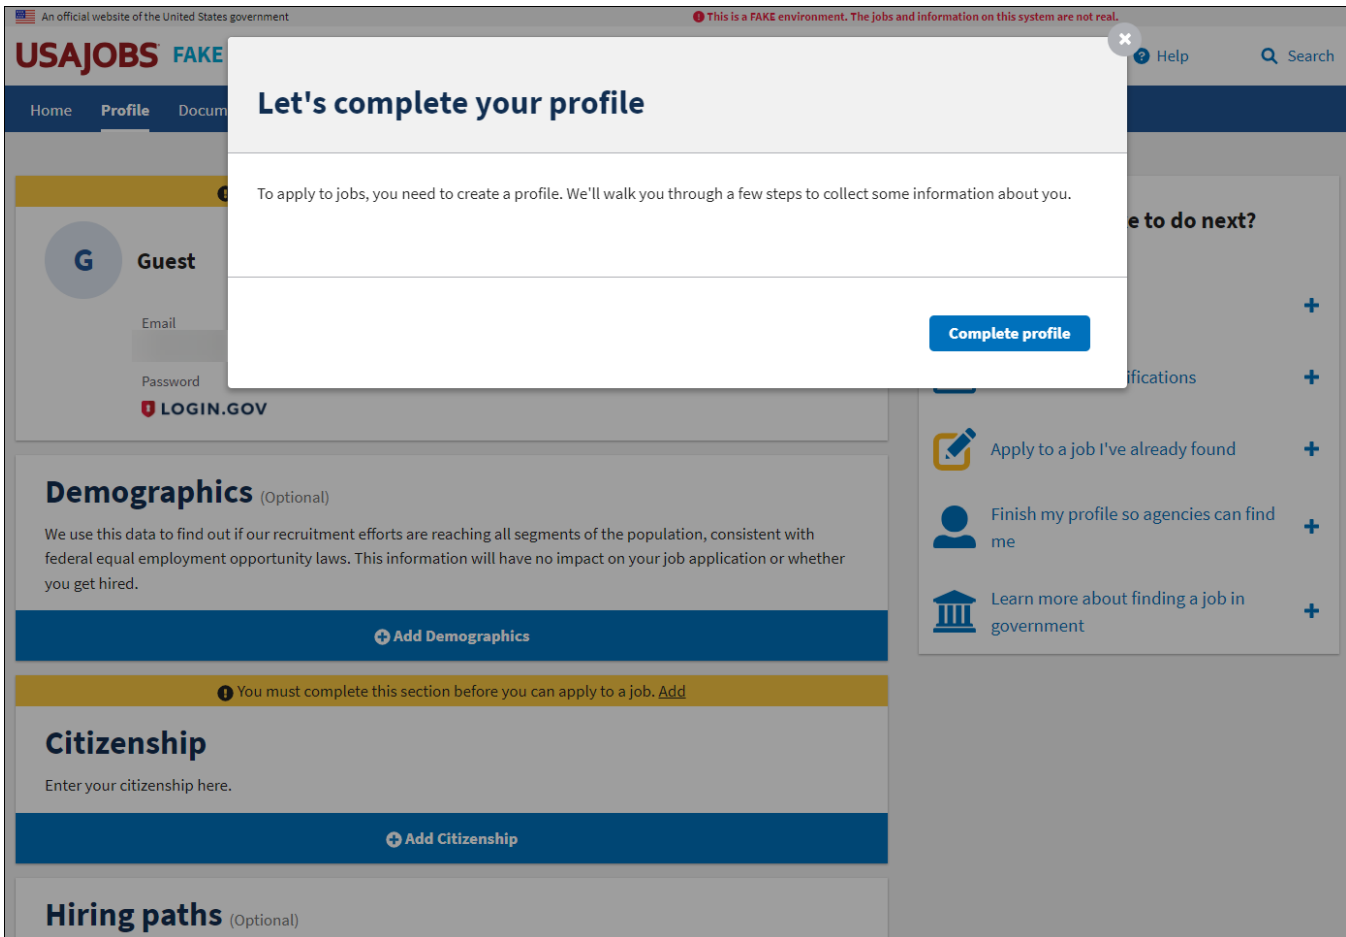 An official website of the United States government
This is a FAKE environment. The jobs and information on this system are not real.
USAJOBS FAKE
Help
Search
Home
Profile
Docum
Let's complete your profile
To apply to jobs, you need to create a profile. We'll walk you through a few steps to collect some information about you.
Complete profile
G
Guest
Email
Password
LOGIN.GOV
e to do next?
ifications
Apply to a job I've already found
Finish my profile so agencies can find
me
Learn more about finding a job in
government
Demographics (Optional)
We use this data to find out if our recruitment efforts are reaching all segments of the population, consistent with
federal equal employment opportunity laws. This information will have no impact on your job application or whether
you get hired.
Add Demographics
You must complete this section before you can apply to a job. Add
Citizenship
Enter your citizenship here.
Add Citizenship
Hiring paths (Optional)